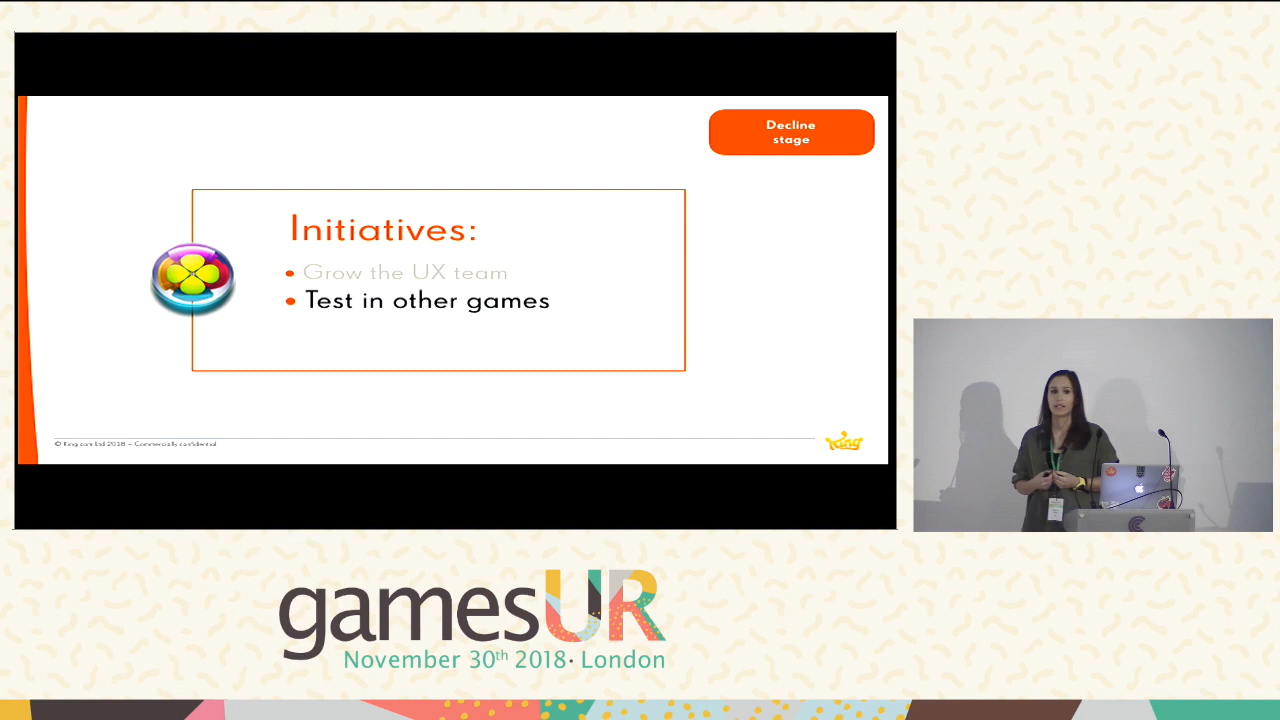 Decline
stage
Initiatives:
• Grow the UX team
• Test in other games
© King.com Ltd 2018 – Commercially confidential
King
gamesUR
November 30th 2018 • London